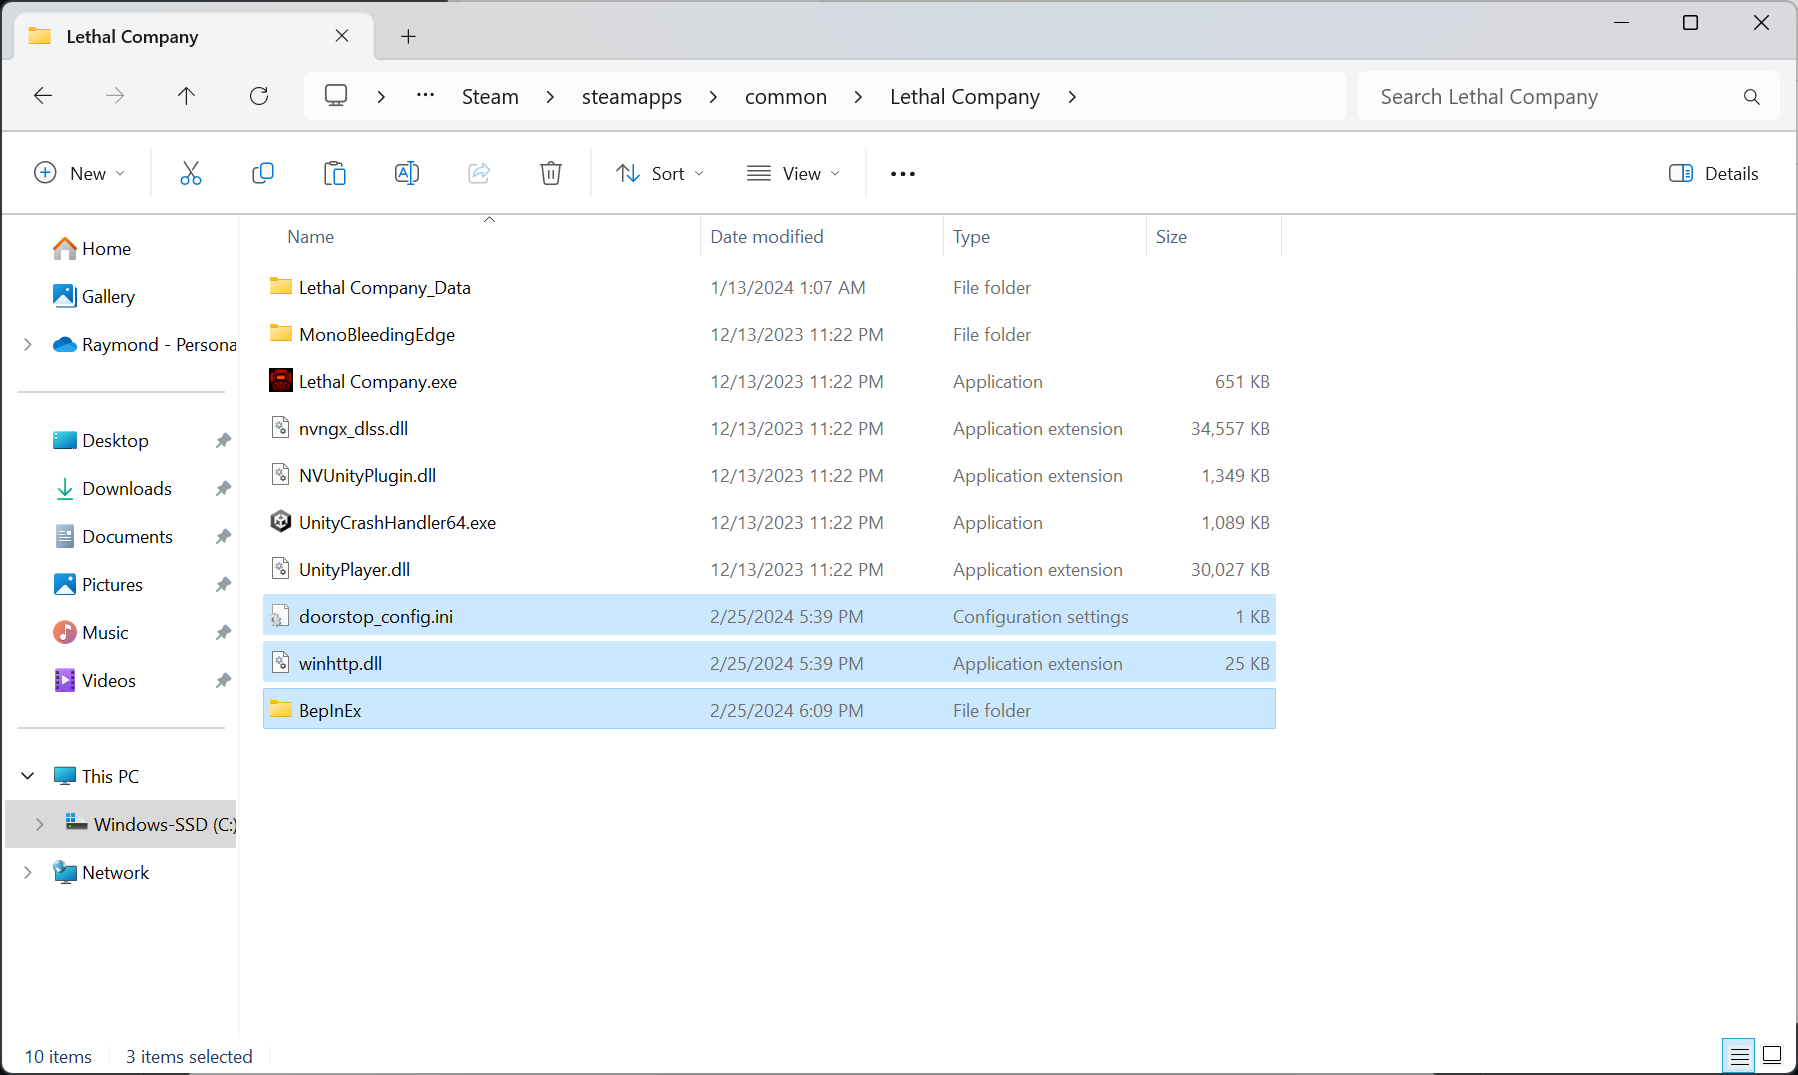 Lethal Company
Steam steamapps common Lethal Company
Search Lethal Company
New Sort View Details
Name Date modified Type Size
Home
Gallery
Raymond - Persona
Desktop
Downloads
Documents
Pictures
Music
Videos
This PC
Windows-SSD (C:)
Network
Lethal Company_Data 1/13/2024 1:07 AM File folder
MonoBleedingEdge 12/13/2023 11:22 PM File folder
Lethal Company.exe 12/13/2023 11:22 PM Application 651 KB
nvngx_dlss.dll 12/13/2023 11:22 PM Application extension 34,557 KB
NVUnityPlugin.dll 12/13/2023 11:22 PM Application extension 1,349 KB
UnityCrashHandler64.exe 12/13/2023 11:22 PM Application 1,089 KB
UnityPlayer.dll 12/13/2023 11:22 PM Application extension 30,027 KB
doorstop_config.ini 2/25/2024 5:39 PM Configuration settings 1 KB
winhttp.dll 2/25/2024 5:39 PM Application extension 25 KB
BepInEx 2/25/2024 6:09 PM File folder
10 items 3 items selected